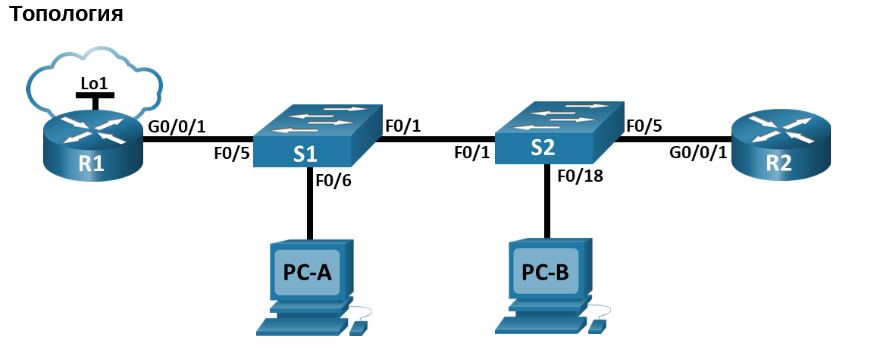 Топология
Lo1
R1
G0/0/1
F0/5
S1
F0/1
F0/6
F0/1
S2
F0/5
F0/18
G0/0/1
R2
PC-A
PC-B